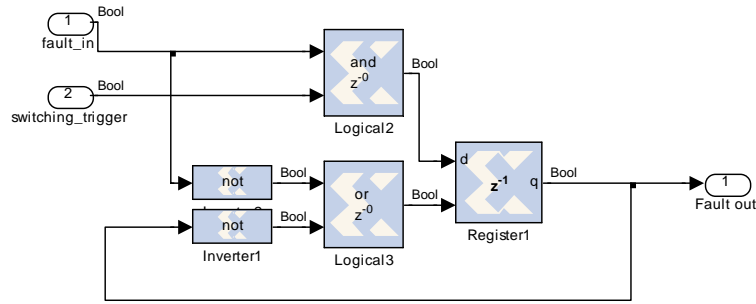 1
Bool
fault_in
2
Bool
switching_trigger
and
z-0
Bool
Logical2
not
Bool
not
Bool
Inverter1
or
z-0
Bool
Logical3
d
z-1
q
Bool
Register1
1
Fault out